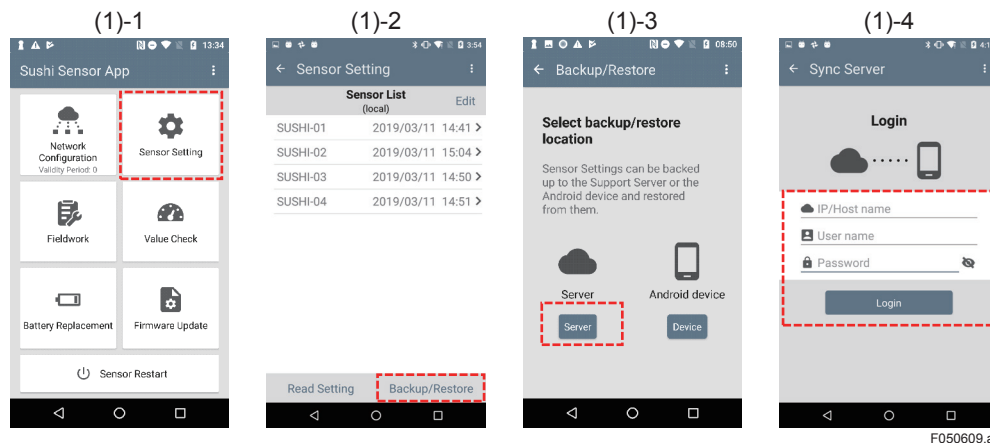 (1)-1
13:34
Sushi Sensor App
Network
Configuration
Validity Period: 0
Sensor Setting
Fieldwork
Value Check
Battery Replacement
Firmware Update
Sensor Restart
(1)-2
3:54
Sensor Setting
Sensor List
(local)
Edit
SUSHI-01 2019/03/11 14:41
SUSHI-02 2019/03/11 15:04
SUSHI-03 2019/03/11 14:50
SUSHI-04 2019/03/11 14:51
Read Setting
Backup/Restore
(1)-3
08:50
Backup/Restore
Select backup/restore
location
Sensor Settings can be backed
up to the Support Server or the
Android device and restored
from them.
Server
Android device
Server
Device
(1)-4
Sync Server
Login
IP/Host name
User name
Password
Login
F050609.a